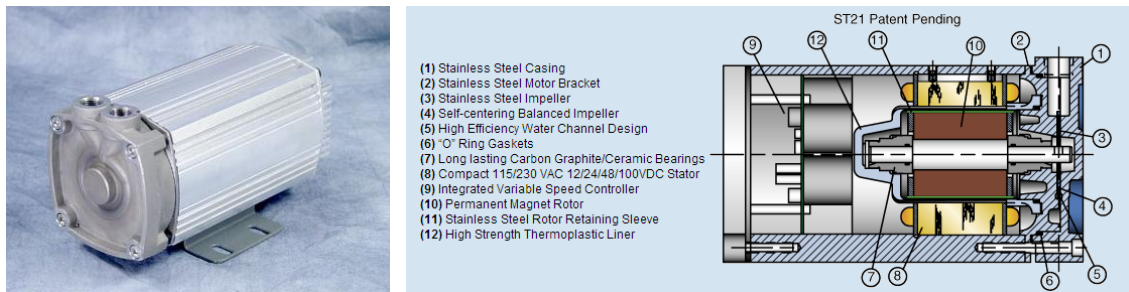 ST21 Patent Pending
(1) Stainless Steel Casing
(2) Stainless Steel Motor Bracket
(3) Stainless Steel Impeller
(4) Self-centering Balanced Impeller
(5) High Efficiency Water Channel Design
(6) “O” Ring Gaskets
(7) Long lasting Carbon Graphite/Ceramic Bearings
(8) Compact 115/230 VAC 12/24/48/100VDC Stator
(9) Integrated Variable Speed Controller
(10) Permanent Magnet Rotor
(11) Stainless Steel Rotor Retaining Sleeve
(12) High Strength Thermoplastic Liner
9
12
11
10
2
1
3
4
7
8
6
5